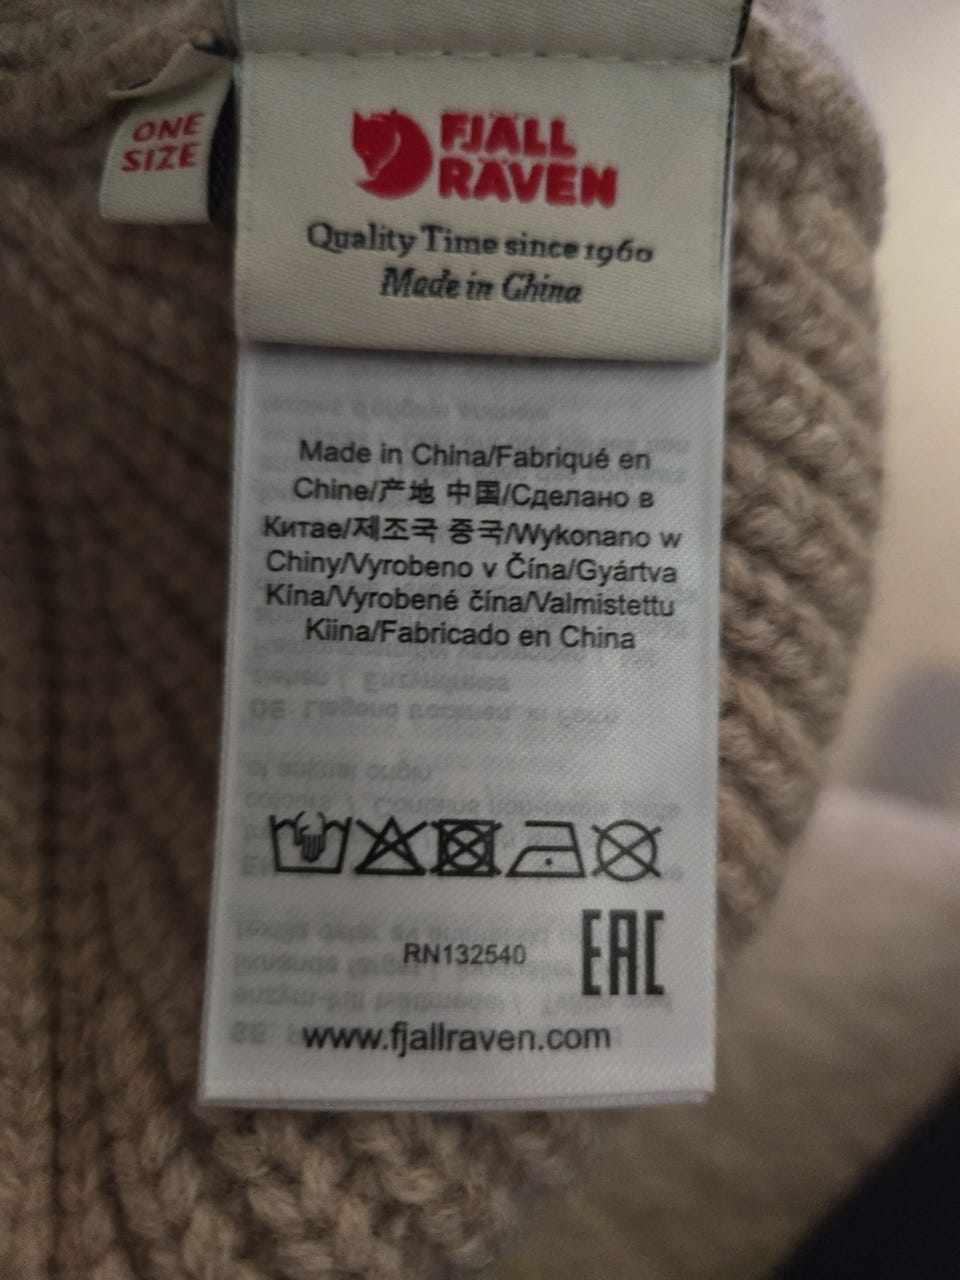 ONE
SIZE
FJÄLL
RÄVEN
Quality Time since 1960
Made in China
Made in China/Fabriqué en
Chine/产地 中国/Сделано в
Китае/제조국 중국/Wykonano w
Chiny/Vyrobeno v Čína/Gyártva
Kína/Vyrobené čína/Valmistettu
Kiina/Fabricado en China
RN132540
EAC
www.fjallraven.com